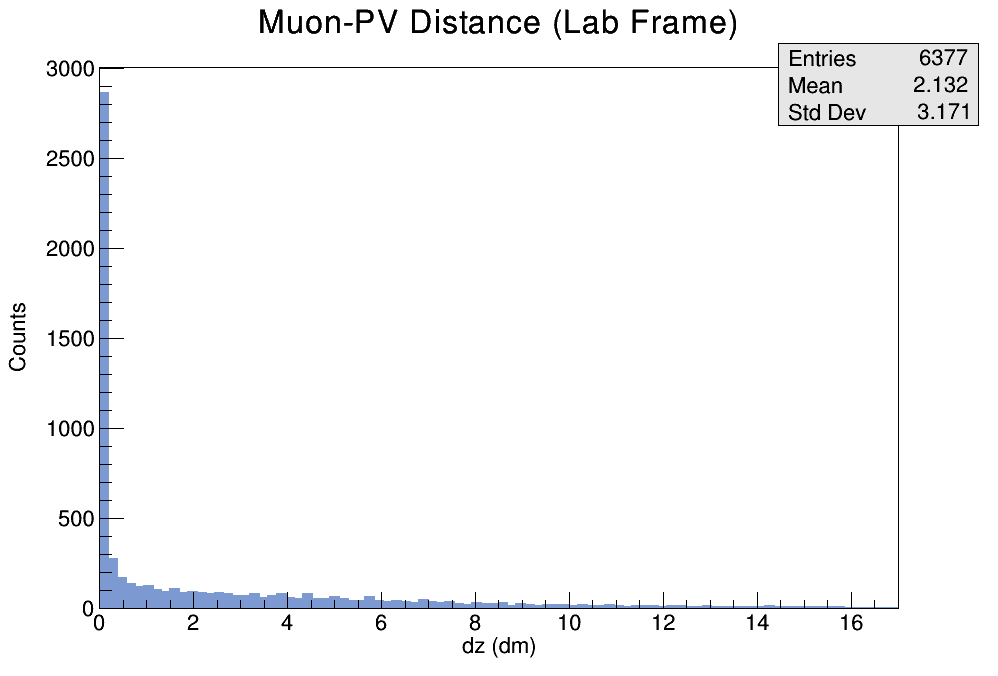 Muon-PV Distance (Lab Frame)
Entries 6377
Mean 2.132
Std Dev 3.171
3000
2500
2000
1500
1000
500
0
Counts
0 2 4 6 8 10 12 14 16
dz (dm)